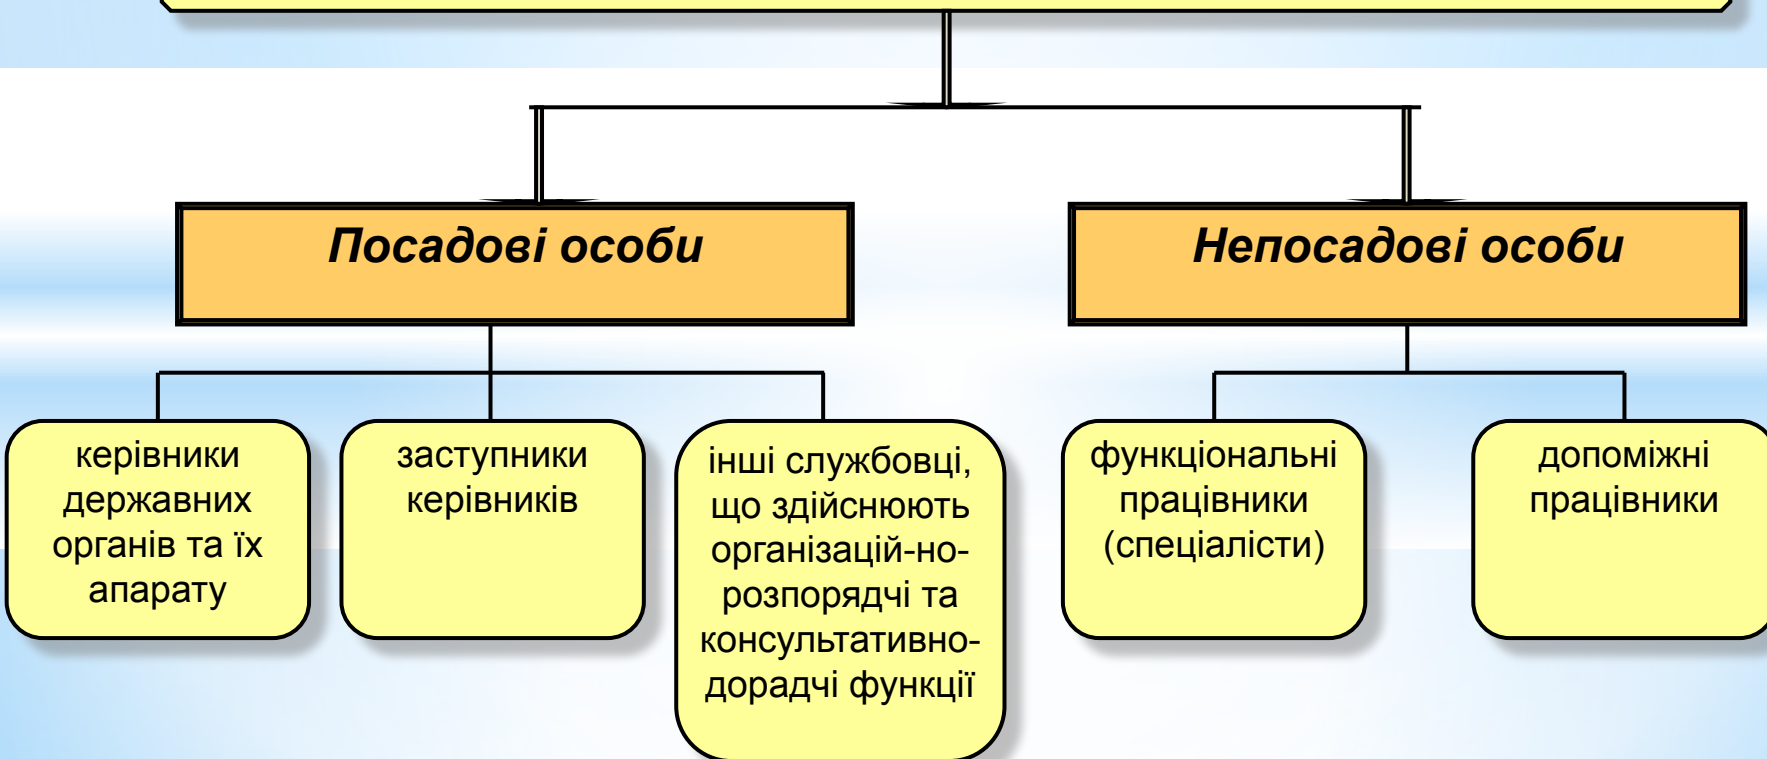 Посадові особи
Непосадові особи
керівники
державних
органів та їх
апарату
заступники
керівників
інші службовці,
що здійснюють
організацій-но-
розпорядчі та
консультативно-
дорадчі функції
функціональні
працівники
(спеціалісти)
допоміжні
працівники